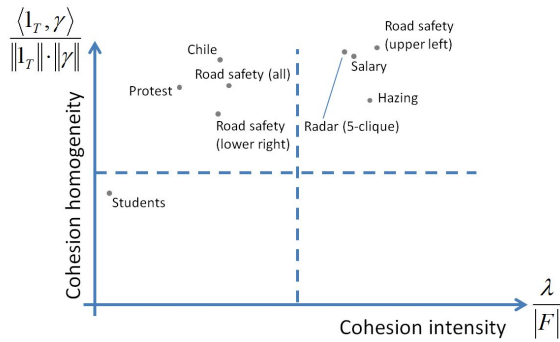 ⟨1_T, γ⟩
‖1_T‖·‖γ‖
Cohesion homogeneity
Chile
Road safety (all)
Protest
Road safety
(lower right)
Students
Road safety
(upper left)
Salary
Hazing
Radar (5-clique)
Cohesion intensity
λ
|F|